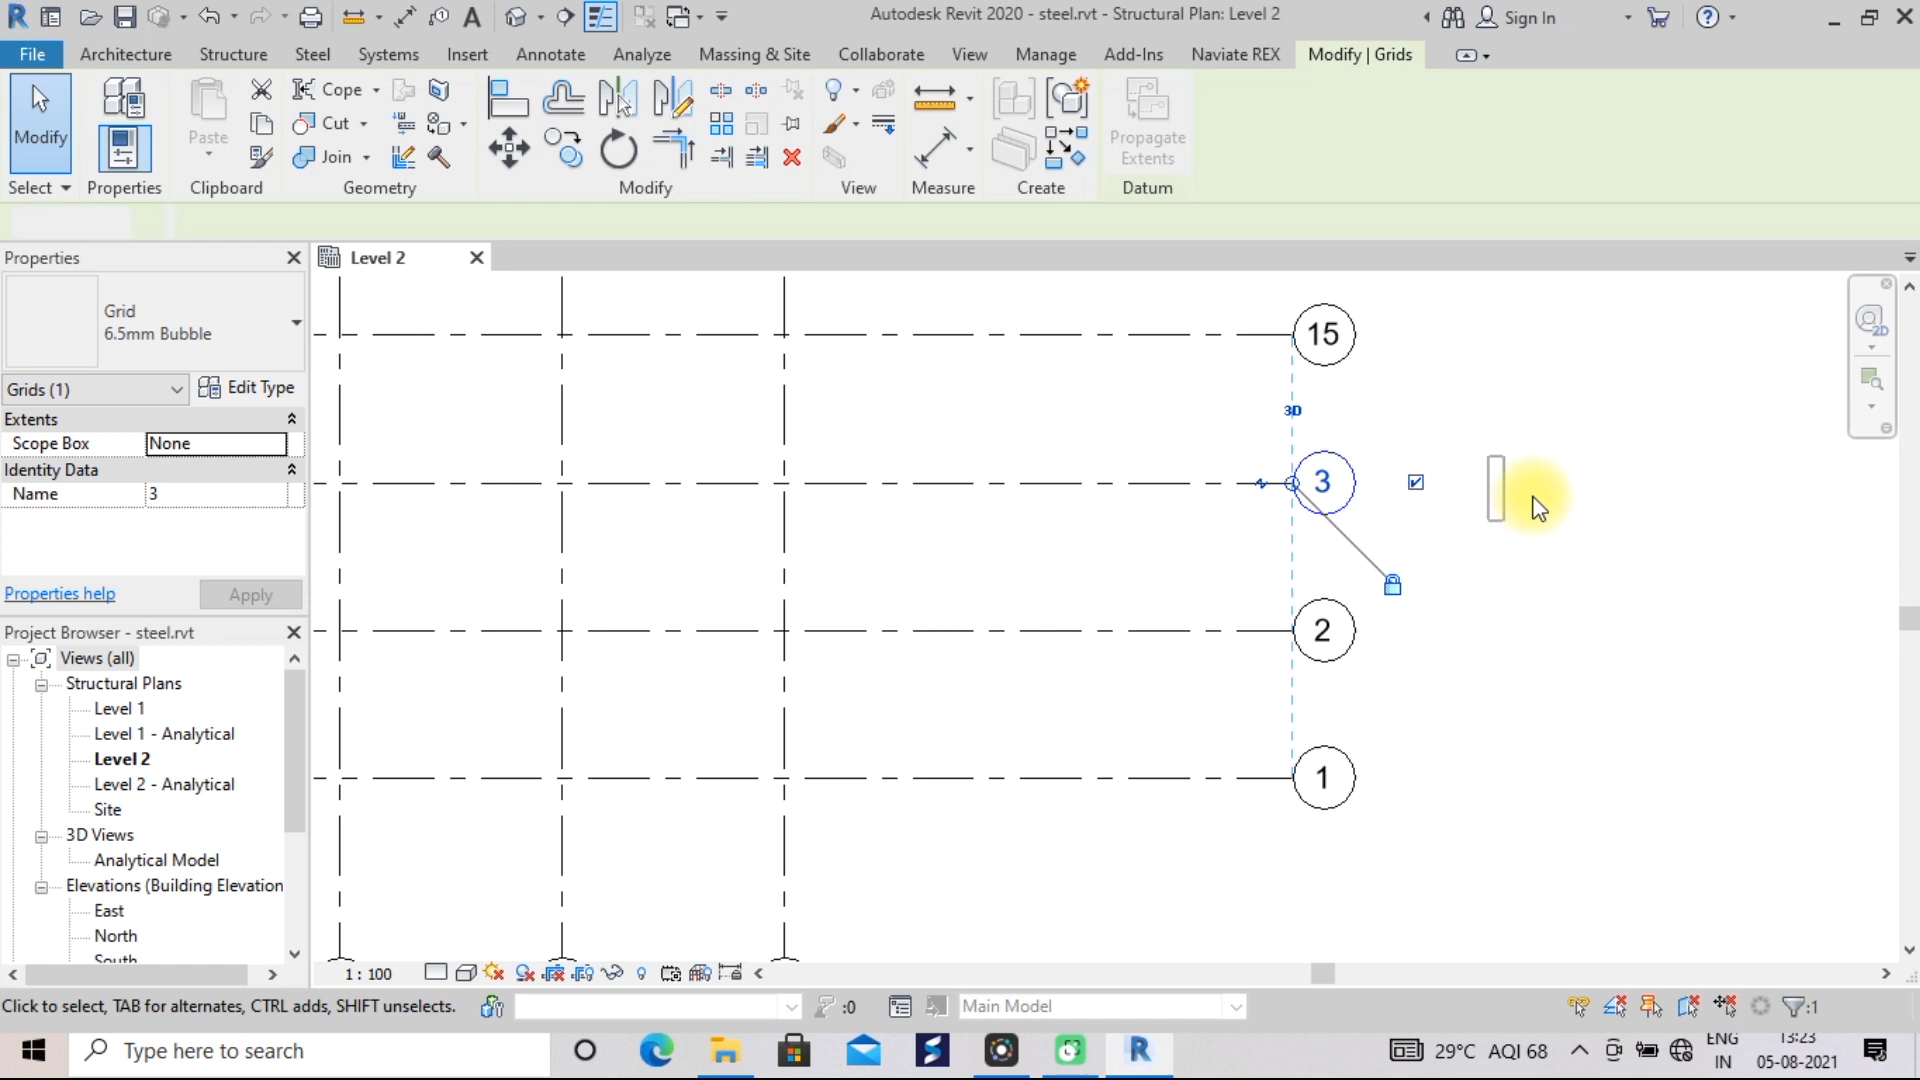 Autodesk Revit 2020 - steel.rvt - Structural Plan: Level 2
Sign In
File Architecture Structure Steel Systems Insert Annotate Analyze Massing & Site Collaborate View Manage Add-Ins Naviate REX Modify | Grids
Modify
Paste
Cope
Cut
Join
Propagate
Extents
Select Properties Clipboard Geometry Modify View Measure Create Datum
Properties
Level 2
Grid
6.5mm Bubble
Grids (1)
Edit Type
Extents
Scope Box None
Identity Data
Name 3
Properties help
Apply
Project Browser - steel.rvt
Views (all)
Structural Plans
Level 1
Level 1 - Analytical
Level 2
Level 2 - Analytical
Site
3D Views
Analytical Model
Elevations (Building Elevation
East
North
South
15
3D
3
2
1
2D
1 : 100
Click to select, TAB for alternates, CTRL adds, SHIFT unselects.
:0
Main Model
:1
Type here to search
29°C AQI 68
ENG
IN
13:23
05-08-2021